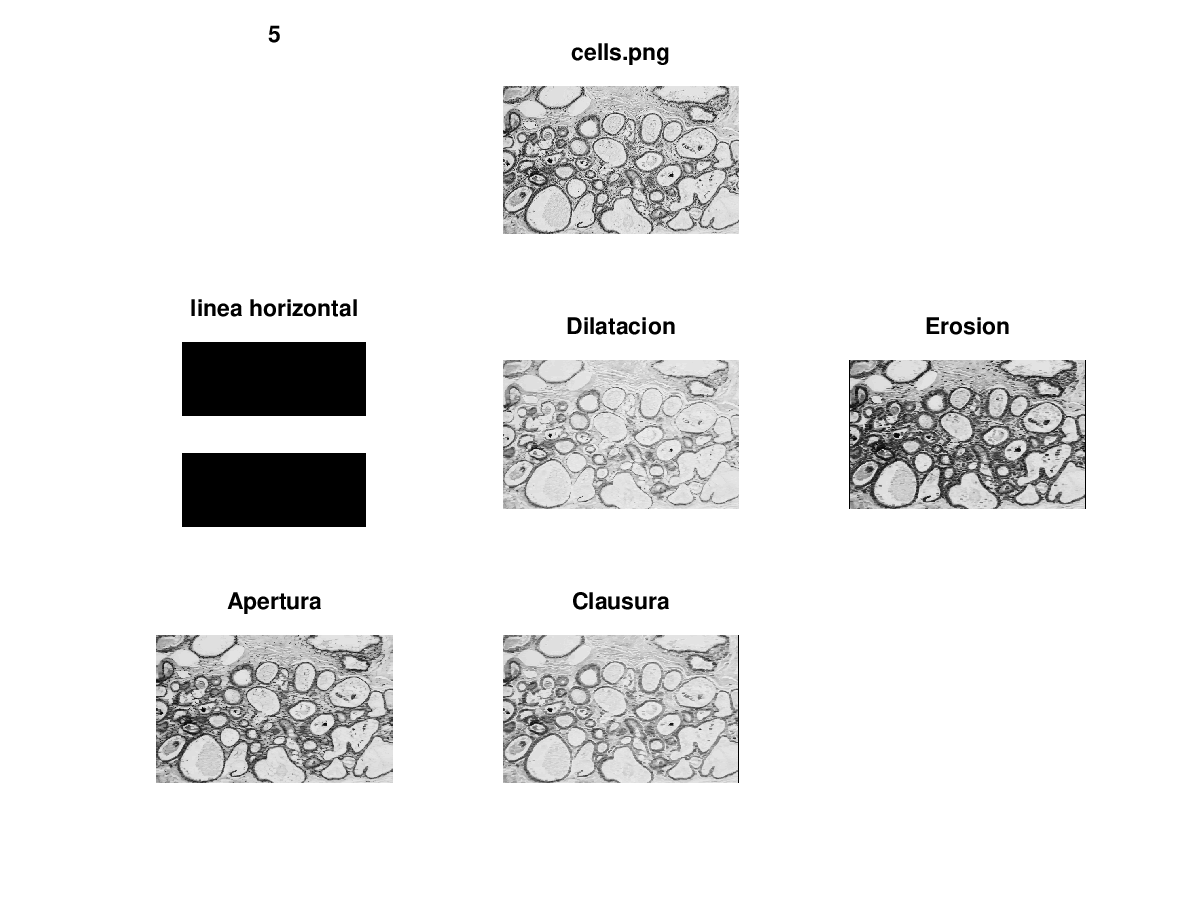 5
cells.png
linea horizontal
Dilatacion
Erosion
Apertura
Clausura